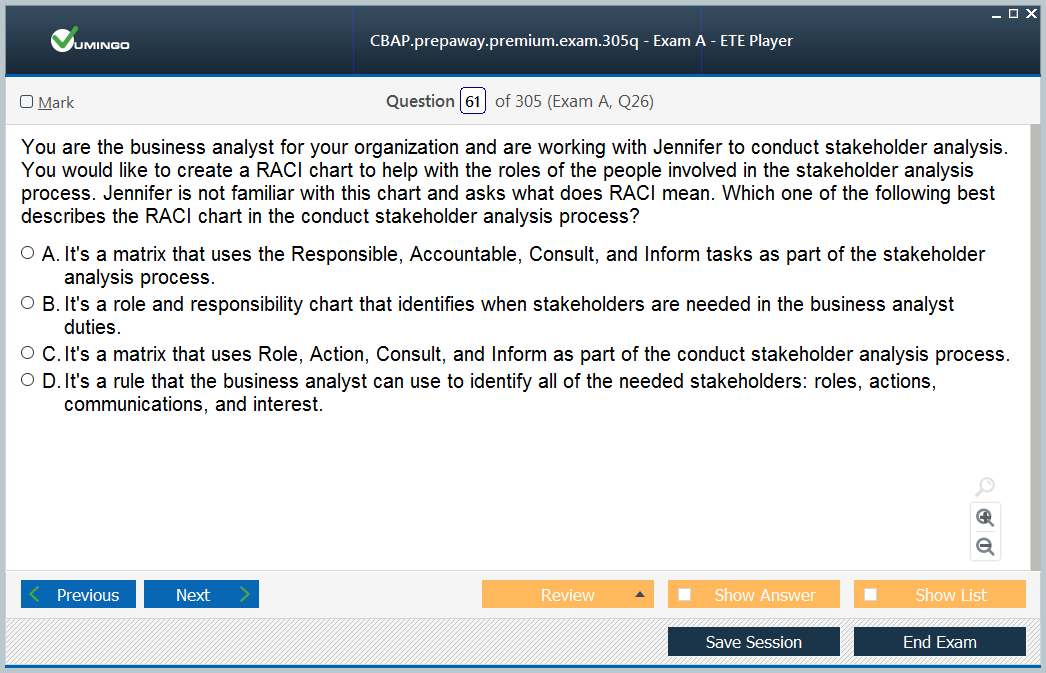 VUMINGO
CBAP.prepaway.premium.exam.305q - Exam A - ETE Player
Mark
Question 61 of 305 (Exam A, Q26)
You are the business analyst for your organization and are working with Jennifer to conduct stakeholder analysis.
You would like to create a RACI chart to help with the roles of the people involved in the stakeholder analysis
process. Jennifer is not familiar with this chart and asks what does RACI mean. Which one of the following best
describes the RACI chart in the conduct stakeholder analysis process?
A. It's a matrix that uses the Responsible, Accountable, Consult, and Inform tasks as part of the stakeholder
analysis process.
B. It's a role and responsibility chart that identifies when stakeholders are needed in the business analyst
duties.
C. It's a matrix that uses Role, Action, Consult, and Inform as part of the conduct stakeholder analysis process.
D. It's a rule that the business analyst can use to identify all of the needed stakeholders: roles, actions,
communications, and interest.
Previous
Next
Review
Show Answer
Show List
Save Session
End Exam